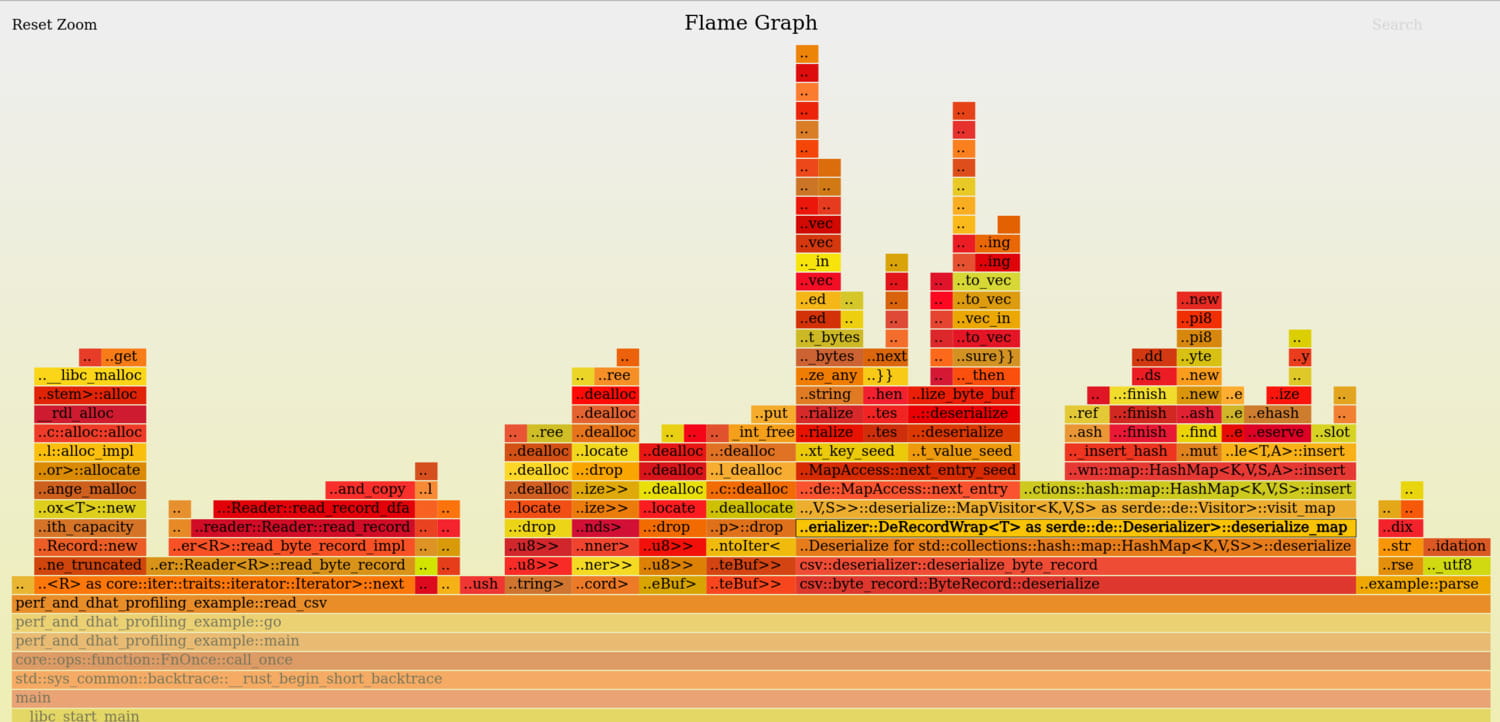 Reset Zoom Flame Graph Search
..
..
..
.. ..
.. ..
.. ..
.. ..
.. .. ..
.. .. ..
..vec ..
..vec .. ..ing
.._in .. .. ..ing
..vec .. .. ..to_vec
..ed .. .. .. ..to_vec ..new
..ed .. .. .. ..vec_in ..pi8
..t_bytes .. .. ..to_vec ..pi8 ..
.. ..get .. .._bytes ..next .. ..sure}} ..dd ..yte ..y
..__libc_malloc .. ..ree ..ze_any ..}} .. .._then ..ds ..new ..
..stem>::alloc ..dealloc ..string ..hen ..lize_byte_buf .. ..:finish ..new ..e ..ize ..
__rdl_alloc ..dealloc ..put ..rialize ..tes ..::deserialize ..ref ..:finish ..ash ..e ..ehash ..
..c::alloc::alloc .. ..ree ..dealloc .. .. .. _int_free ..rialize ..tes ..::deserialize ..ash ..:finish ..find ..e ..eserve ..slot
..l::alloc_impl ..dealloc ..locate ..dealloc ..:dealloc ..xt_key_seed ..t_value_seed .._insert_hash ..mut ..le<T,A>::insert
..or>::allocate ..dealloc ..:drop ..dealloc ..l_dealloc ..MapAccess::next_entry_seed ..wn::map::HashMap<K,V,S,A>::insert
..ange_malloc ..and_copy ..l ..dealloc ..ize>> ..dealloc ..c::dealloc ..:de::MapAccess::next_entry ..ctions::hash::map::HashMap<K,V,S>::insert ..
..ox<T>::new .. ..:Reader::read_record_dfa .. ..locate ..ize>> ..locate ..deallocate ..,V,S>>::deserialize::MapVisitor<K,V,S> as serde::de::Visitor>::visit_map .. ..
..ith_capacity .. ..reader::Reader::read_record .. ..:drop ..nds> ..:drop ..p>::drop ..erializer::DeRecordWrap<T> as serde::de::Deserializer>::deserialize_map ..dix
..Record::new ..er<R>::read_byte_record_impl .. .. ..u8>> ..nner> ..u8>> ..ntoIter< ..Deserialize for std::collections::hash::map::HashMap<K,V,S>>::deserialize ..str ..idation
..ne_truncated ..er::Reader<R>::read_byte_record .. .. ..u8>> ..ner>> ..u8>> ..teBuf>> csv::deserializer::deserialize_byte_record ..rse .._utf8
.. ..<R> as core::iter::traits::iterator::Iterator>::next .. .. ..ush ..tring> ..cord> ..eBuf> ..teBuf>> csv::byte_record::ByteRecord::deserialize ..example::parse
perf_and_dhat_profiling_example::read_csv
perf_and_dhat_profiling_example::go
perf_and_dhat_profiling_example::main
core::ops::function::FnOnce::call_once
std::sys_common::backtrace::__rust_begin_short_backtrace
main
__libc_start_main